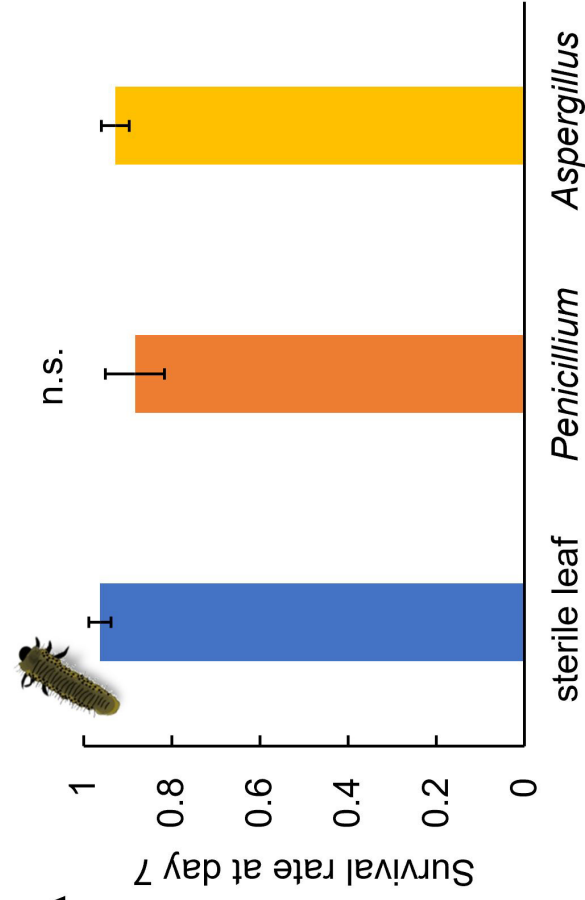 n.s.
1
0.8
0.6
0.4
0.2
0
Survival rate at day 7
sterile leaf
Penicillium
Aspergillus